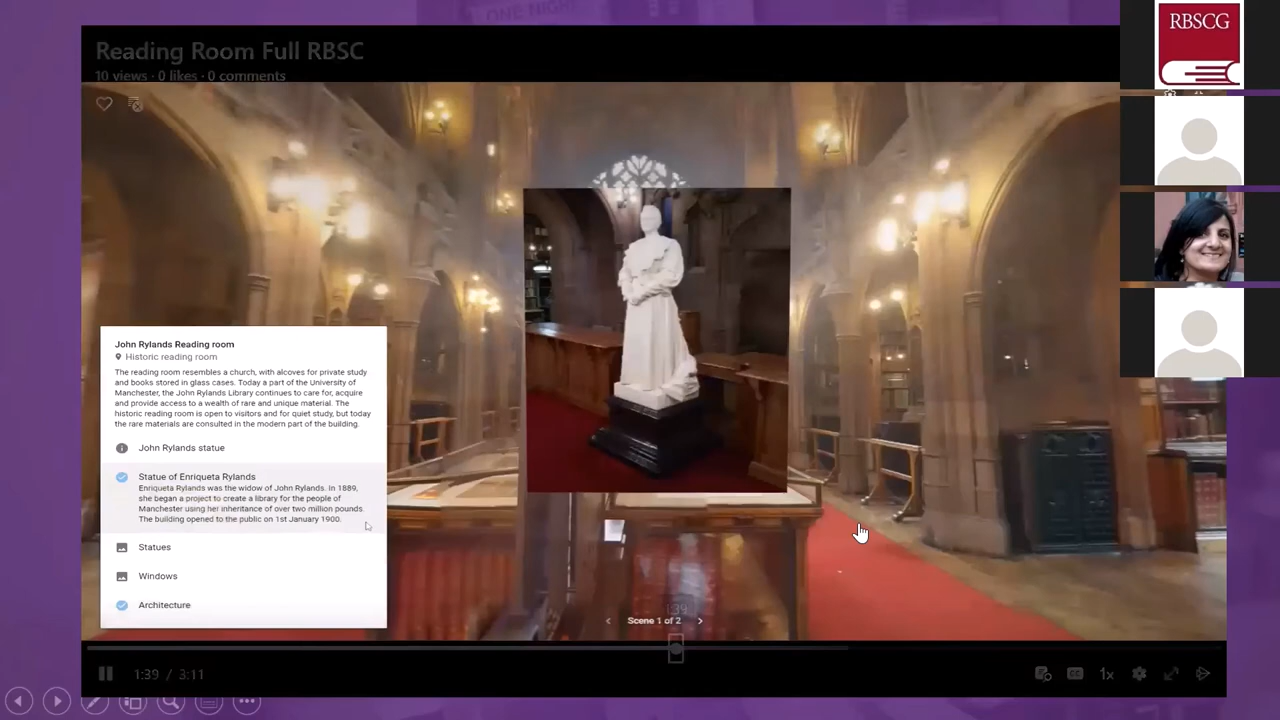 ONE NIGHT
RBSCG
Reading Room Full RBSC
10 views · 0 likes · 0 comments
John Rylands Reading room
Historic reading room
The reading room resembles a church, with alcoves for private study
and books stored in glass cases. Today a part of the University of
Manchester, the John Rylands Library continues to care for, acquire
and provide access to a wealth of rare and unique material. The
historic reading room is open to visitors and for quiet study, but today
the rare materials are consulted in the modern part of the building.
John Rylands statue
Statue of Enriqueta Rylands
Enriqueta Rylands was the widow of John Rylands. In 1889,
she began a project to create a library for the people of
Manchester using her inheritance of over two million pounds.
The building opened to the public on 1st January 1900.
Statues
Windows
Architecture
1:39
Scene 1 of 2
1:39 / 3:11
CC
1x